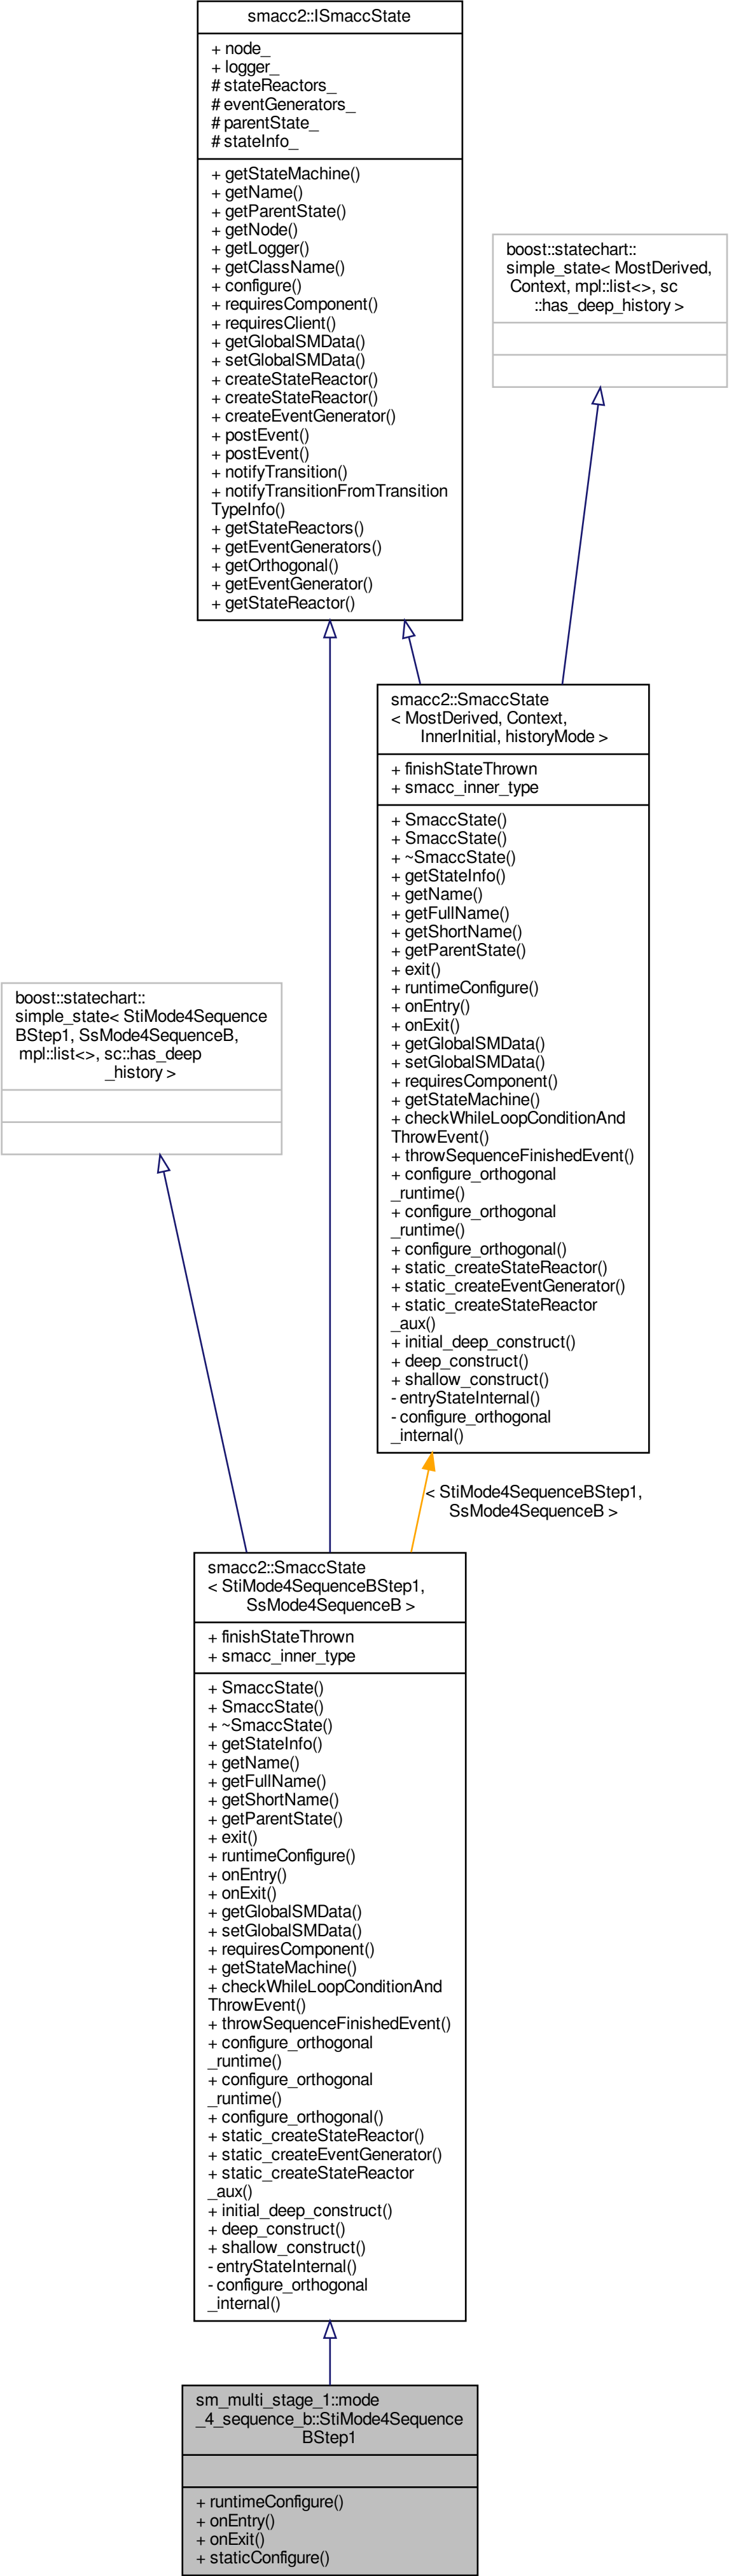 smacc2::ISmaccState
+ node_
+ logger_
# stateReactors_
# eventGenerators_
# parentState_
# stateInfo_
+ getStateMachine()
+ getName()
+ getParentState()
+ getNode()
+ getLogger()
+ getClassName()
+ configure()
+ requiresComponent()
+ requiresClient()
+ getGlobalSMData()
+ setGlobalSMData()
+ createStateReactor()
+ createStateReactor()
+ createEventGenerator()
+ postEvent()
+ postEvent()
+ notifyTransition()
+ notifyTransitionFromTransition
TypeInfo()
+ getStateReactors()
+ getEventGenerators()
+ getOrthogonal()
+ getEventGenerator()
+ getStateReactor()
boost::statechart::
simple_state< MostDerived,
Context, mpl::list<>, sc
::has_deep_history >
smacc2::SmaccState
< MostDerived, Context,
InnerInitial, historyMode >
+ finishStateThrown
+ smacc_inner_type
+ SmaccState()
+ SmaccState()
+ ~SmaccState()
+ getStateInfo()
+ getName()
+ getFullName()
+ getShortName()
+ getParentState()
+ exit()
+ runtimeConfigure()
+ onEntry()
+ onExit()
+ getGlobalSMData()
+ setGlobalSMData()
+ requiresComponent()
+ getStateMachine()
+ checkWhileLoopConditionAnd
ThrowEvent()
+ throwSequenceFinishedEvent()
+ configure_orthogonal
_runtime()
+ configure_orthogonal
_runtime()
+ configure_orthogonal()
+ static_createStateReactor()
+ static_createEventGenerator()
+ static_createStateReactor
_aux()
+ initial_deep_construct()
+ deep_construct()
+ shallow_construct()
- entryStateInternal()
- configure_orthogonal
_internal()
boost::statechart::
simple_state< StiMode4Sequence
BStep1, SsMode4SequenceB,
mpl::list<>, sc::has_deep
_history >
< StiMode4SequenceBStep1,
SsMode4SequenceB >
smacc2::SmaccState
< StiMode4SequenceBStep1,
SsMode4SequenceB >
+ finishStateThrown
+ smacc_inner_type
+ SmaccState()
+ SmaccState()
+ ~SmaccState()
+ getStateInfo()
+ getName()
+ getFullName()
+ getShortName()
+ getParentState()
+ exit()
+ runtimeConfigure()
+ onEntry()
+ onExit()
+ getGlobalSMData()
+ setGlobalSMData()
+ requiresComponent()
+ getStateMachine()
+ checkWhileLoopConditionAnd
ThrowEvent()
+ throwSequenceFinishedEvent()
+ configure_orthogonal
_runtime()
+ configure_orthogonal
_runtime()
+ configure_orthogonal()
+ static_createStateReactor()
+ static_createEventGenerator()
+ static_createStateReactor
_aux()
+ initial_deep_construct()
+ deep_construct()
+ shallow_construct()
- entryStateInternal()
- configure_orthogonal
_internal()
sm_multi_stage_1::mode
_4_sequence_b::StiMode4Sequence
BStep1
+ runtimeConfigure()
+ onEntry()
+ onExit()
+ staticConfigure()